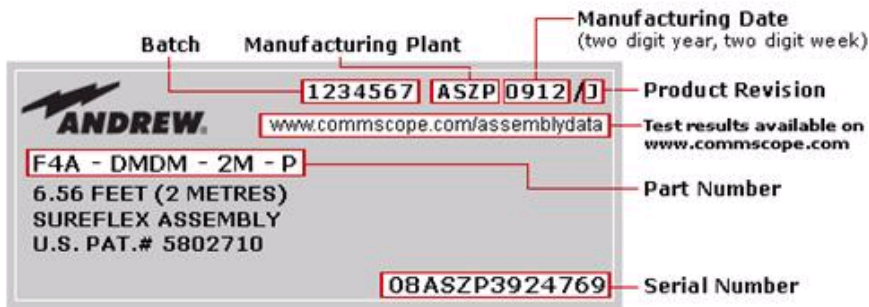 Manufacturing Date
(two digit year, two digit week)
Batch
Manufacturing Plant
1234567 ASZP 0912/J
Product Revision
ANDREW.
www.commscope.com/assemblydata
Test results available on
www.commscope.com
F4A - DMDM - 2M - P
Part Number
6.56 FEET (2 METRES)
SUREFLEX ASSEMBLY
U.S. PAT.# 5802710
08ASZP3924769
Serial Number